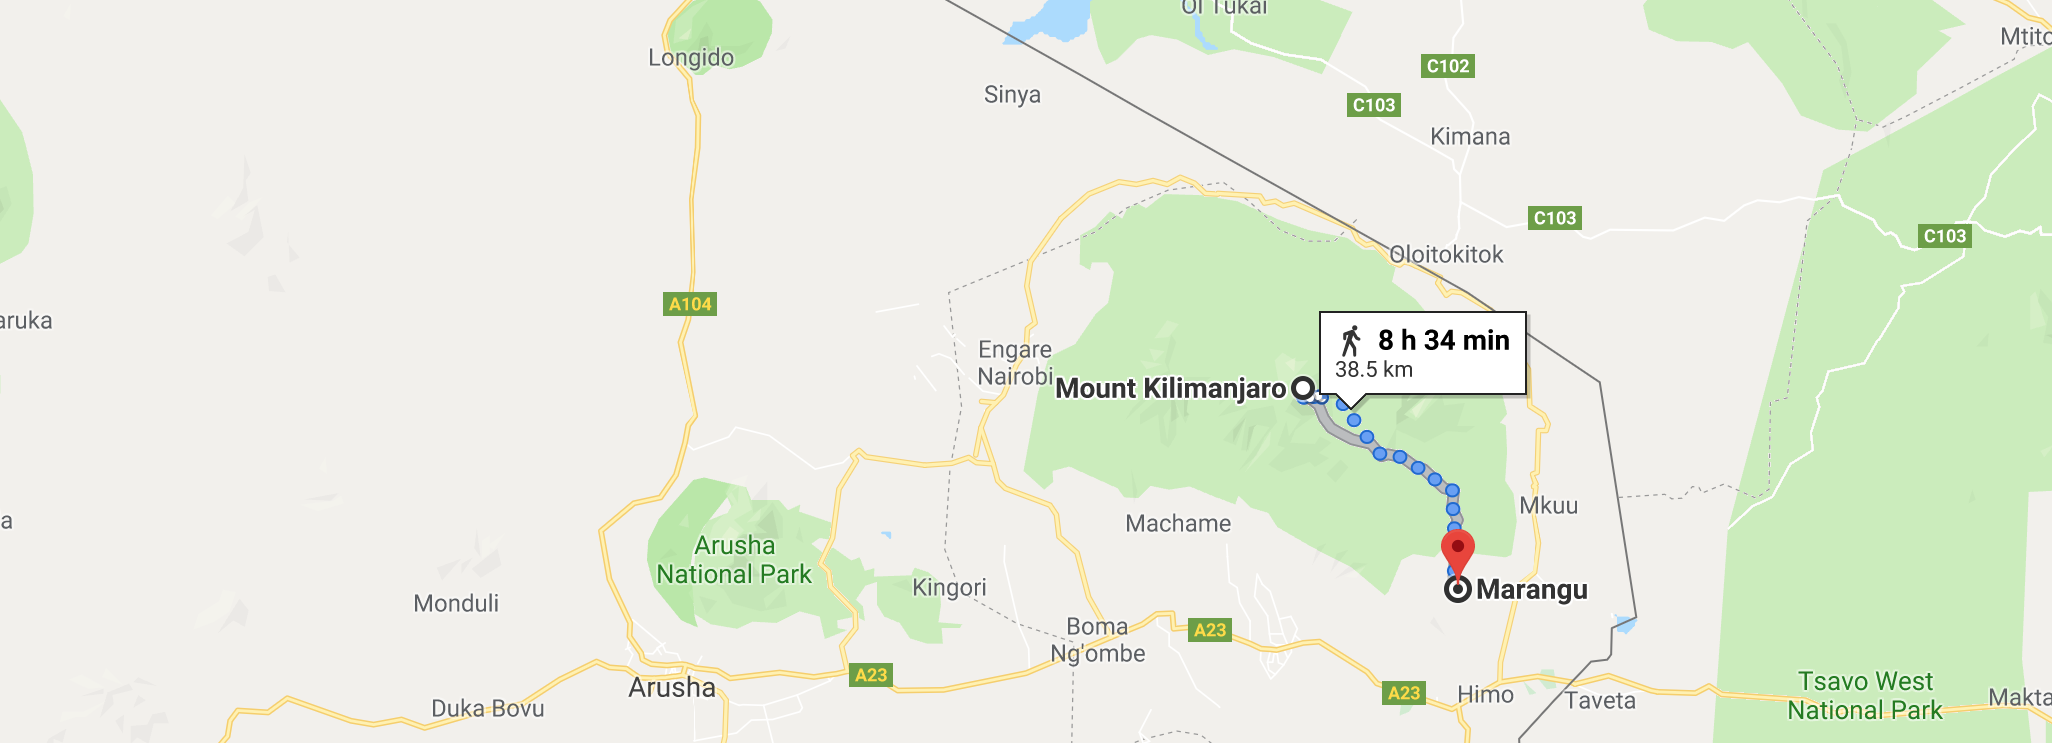 Ol Tukai
Mtito
Longido
C102
Sinya
C103
Kimana
C103
C103
Oloitokitok
A104
aruka
8 h 34 min
38.5 km
Engare
Nairobi
Mount Kilimanjaro
Mkuu
a
Machame
Arusha
National Park
Kingori
Marangu
Monduli
Boma
Ng'ombe
A23
A23
Arusha
Duka Bovu
A23
Himo
Taveta
Tsavo West
National Park
Makta